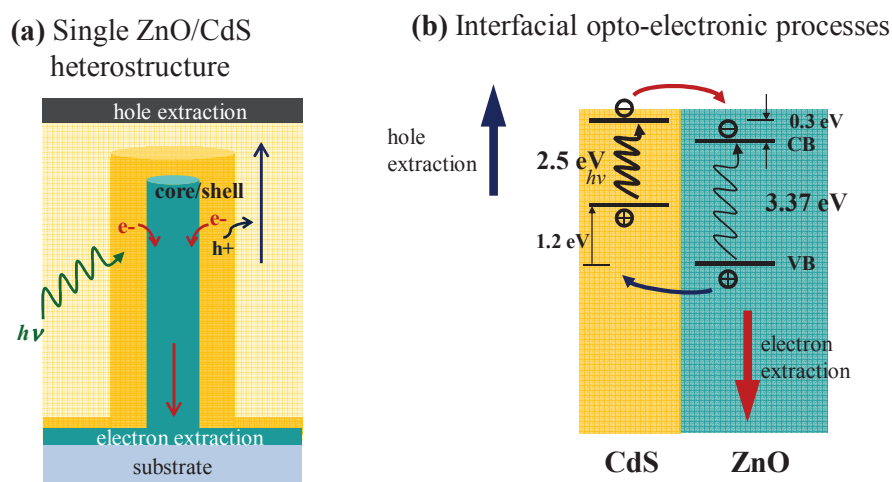 (a) Single ZnO/CdS
heterostructure
hole extraction
core/shell
e-
e-
h+
hν
electron extraction
substrate
(b) Interfacial opto-electronic processes
hole
extraction
0.3 eV
CB
2.5 eV
hν
3.37 eV
1.2 eV
VB
electron
extraction
CdS
ZnO